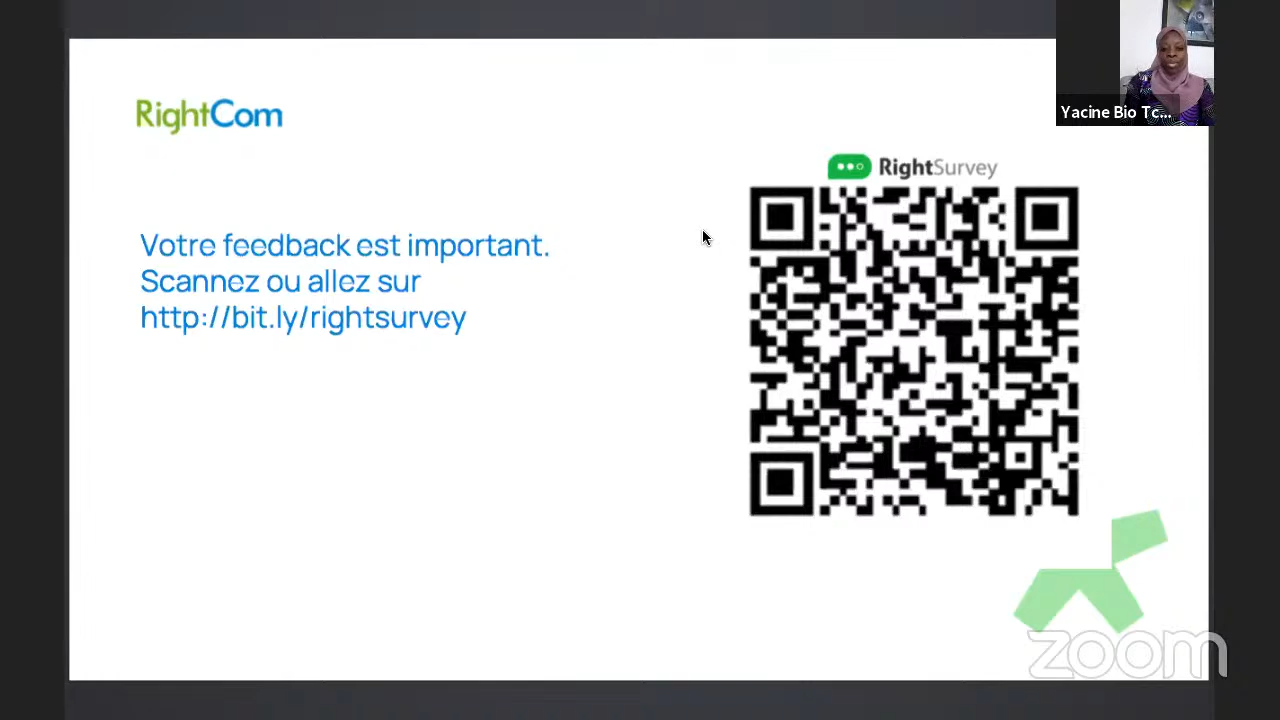 RightCom
Yacine Bio Tc...
RightSurvey
Votre feedback est important.
Scannez ou allez sur
http://bit.ly/rightsurvey
zoom